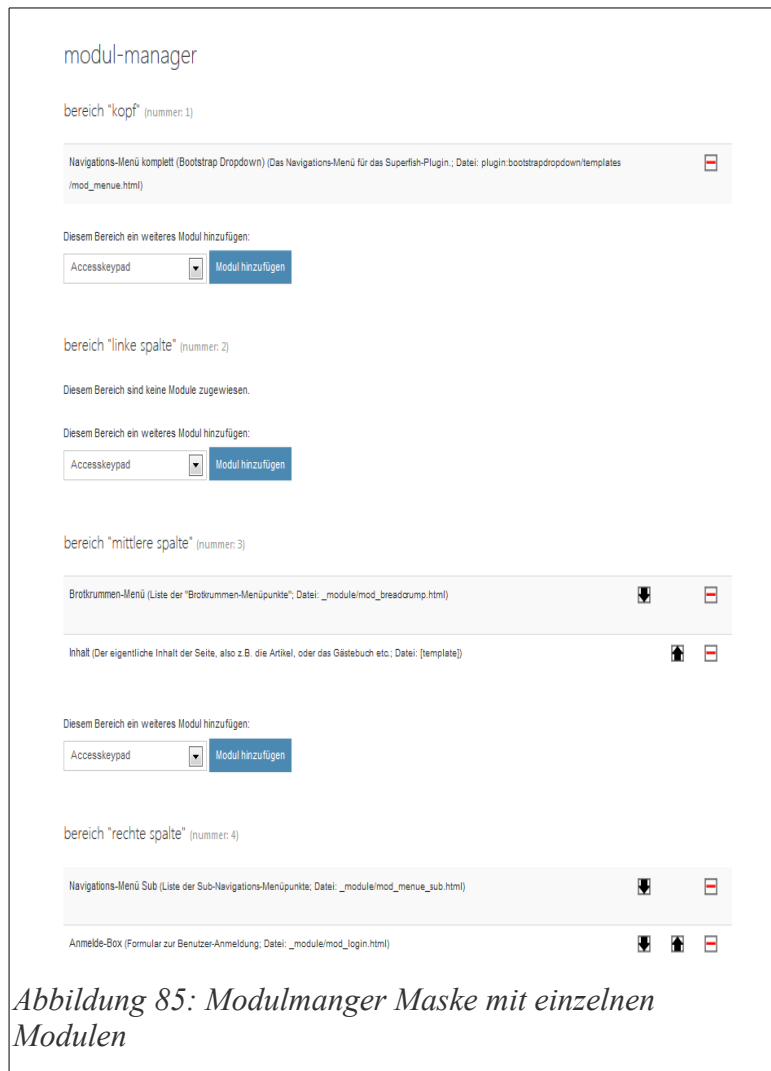 modul-manager
bereich "kopf" (nummer: 1)
Navigations-Menü komplett (Bootstrap Dropdown) (Das Navigations-Menü für das Superfish-Plugin.; Datei: plugin:bootstrapdropdown/templates
/mod_menue.html)
Diesem Bereich ein weiteres Modul hinzufügen:
Accesskeypad Modul hinzufügen
bereich "linke spalte" (nummer: 2)
Diesem Bereich sind keine Module zugewiesen.
Diesem Bereich ein weiteres Modul hinzufügen:
Accesskeypad Modul hinzufügen
bereich "mittlere spalte" (nummer: 3)
Brotkrummen-Menü (Liste der "Brotkrummen-Menüpunkte"; Datei: _module/mod_breadcrump.html)
Inhalt (Der eigentliche Inhalt der Seite, also z.B. die Artikel, oder das Gästebuch etc.; Datei: [template])
Diesem Bereich ein weiteres Modul hinzufügen:
Accesskeypad Modul hinzufügen
bereich "rechte spalte" (nummer: 4)
Navigations-Menü Sub (Liste der Sub-Navigations-Menüpunkte; Datei: _module/mod_menue_sub.html)
Anmelde-Box (Formular zur Benutzer-Anmeldung; Datei: _module/mod_login.html)
Abbildung 85: Modulmanger Maske mit einzelnen
Modulen